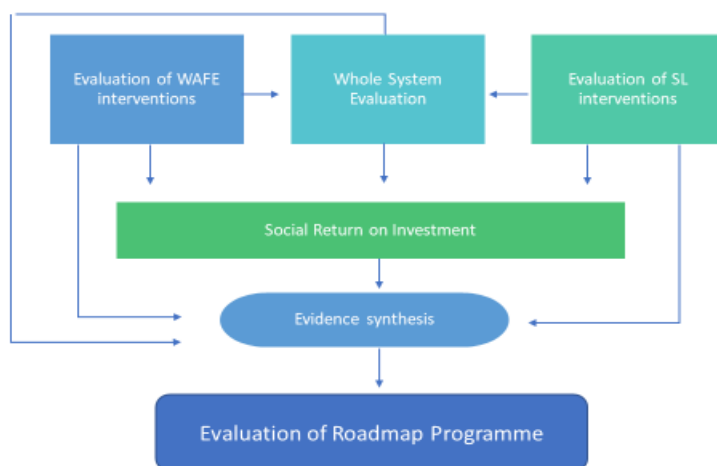 Evaluation of WAFE
interventions
Whole System
Evaluation
Evaluation of SL
interventions
Social Return on Investment
Evidence synthesis
Evaluation of Roadmap Programme